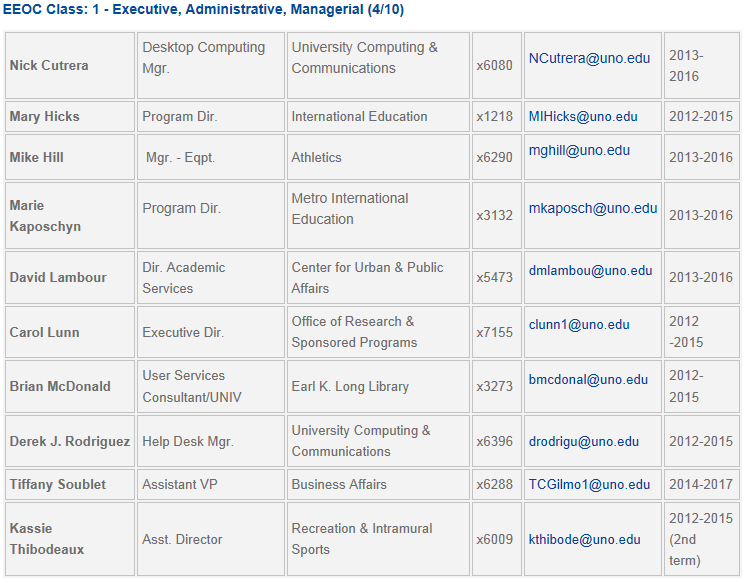 EEOC Class: 1 - Executive, Administrative, Managerial (4/10)
Nick Cutrera
Desktop Computing
Mgr.
University Computing &
Communications
x6080
NCutrera@uno.edu
2013-
2016
Mary Hicks
Program Dir.
International Education
x1218
MIHicks@uno.edu
2012-2015
Mike Hill
Mgr. - Eqpt.
Athletics
x6290
mghill@uno.edu
2013-2016
Marie
Kaposchyn
Program Dir.
Metro International
Education
x3132
mkaposch@uno.edu
2013-2016
David Lambour
Dir. Academic
Services
Center for Urban & Public
Affairs
x5473
dmlambou@uno.edu
2013-2016
Carol Lunn
Executive Dir.
Office of Research &
Sponsored Programs
x7155
clunn1@uno.edu
2012
-2015
Brian McDonald
User Services
Consultant/UNIV
Earl K. Long Library
x3273
bmcdonal@uno.edu
2012-
2015
Derek J. Rodriguez
Help Desk Mgr.
University Computing &
Communications
x6396
drodrigu@uno.edu
2012-2015
Tiffany Soublet
Assistant VP
Business Affairs
x6288
TCGilmo1@uno.edu
2014-2017
Kassie
Thibodeaux
Asst. Director
Recreation & Intramural
Sports
x6009
kthibode@uno.edu
2012-2015
(2nd
term)